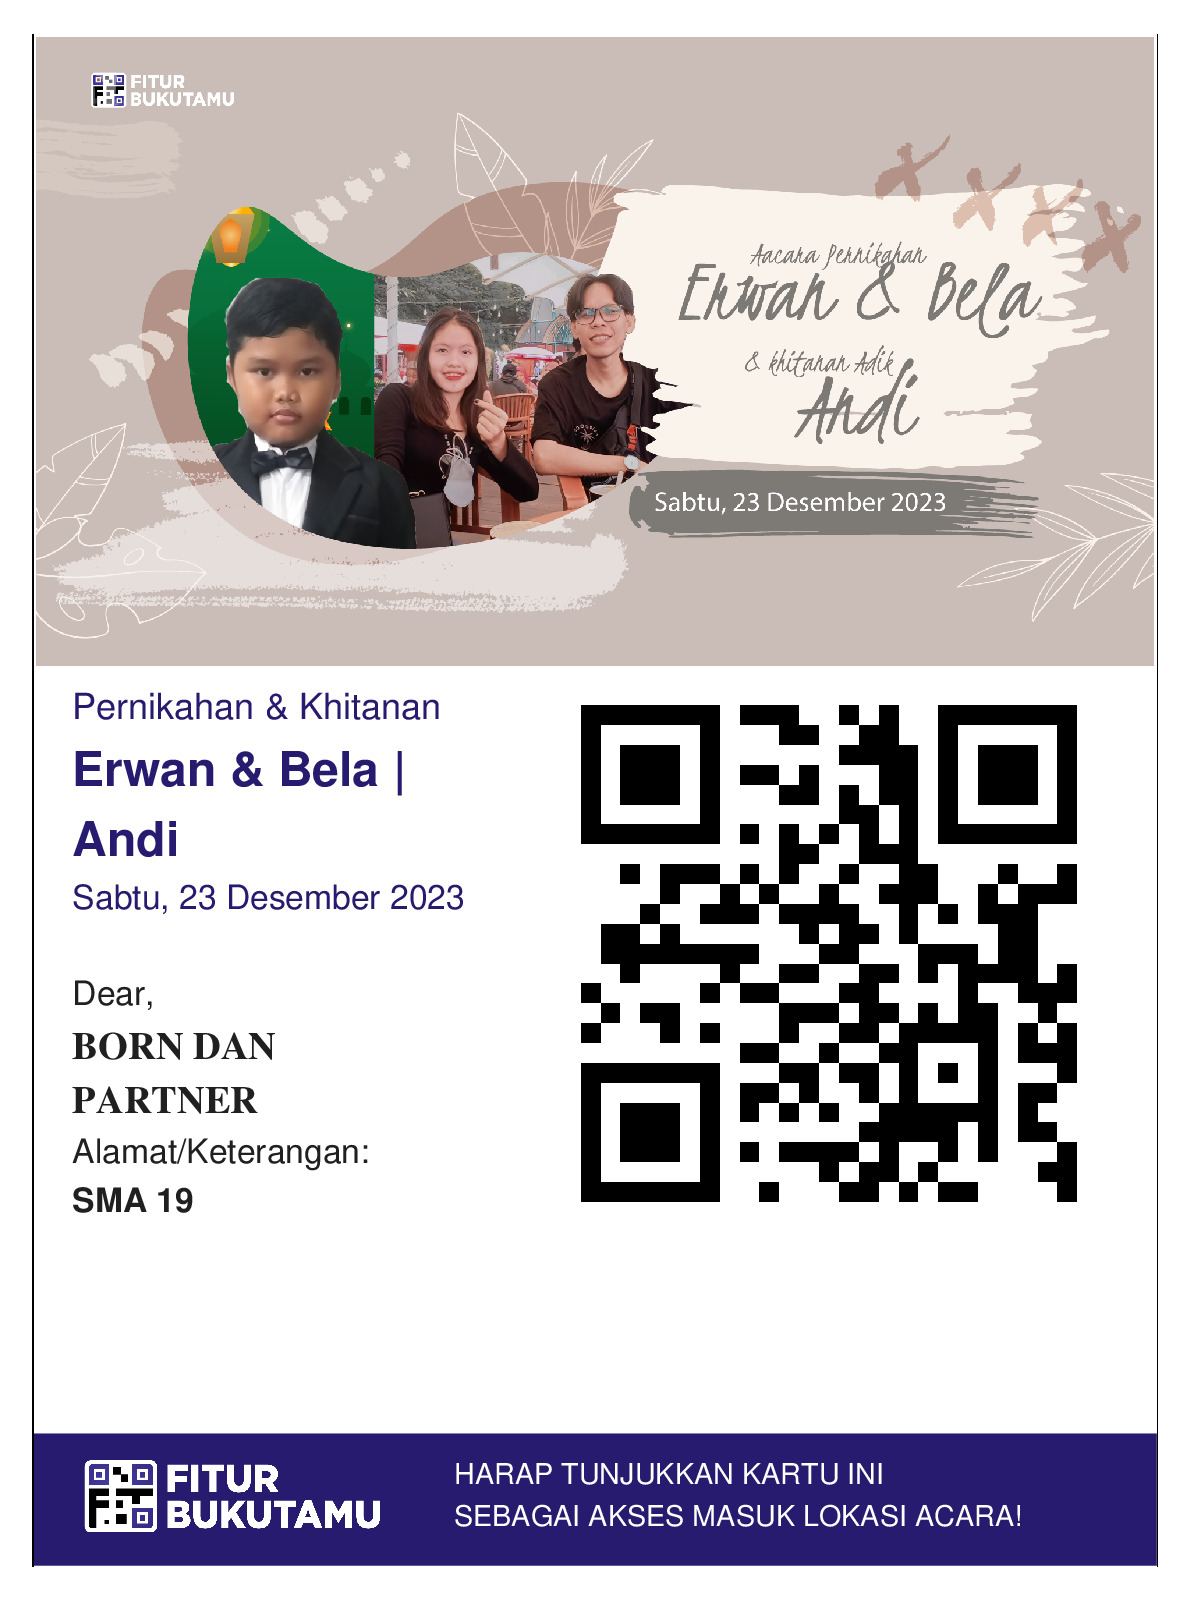 FITUR
BUKUTAMU
Aacara Pernikahan
Erwan & Bela
& khitanan Adik
Andi
Sabtu, 23 Desember 2023
Pernikahan & Khitanan
Erwan & Bela |
Andi
Sabtu, 23 Desember 2023
Dear,
BORN DAN
PARTNER
Alamat/Keterangan:
SMA 19
FITUR
BUKUTAMU
HARAP TUNJUKKAN KARTU INI
SEBAGAI AKSES MASUK LOKASI ACARA!